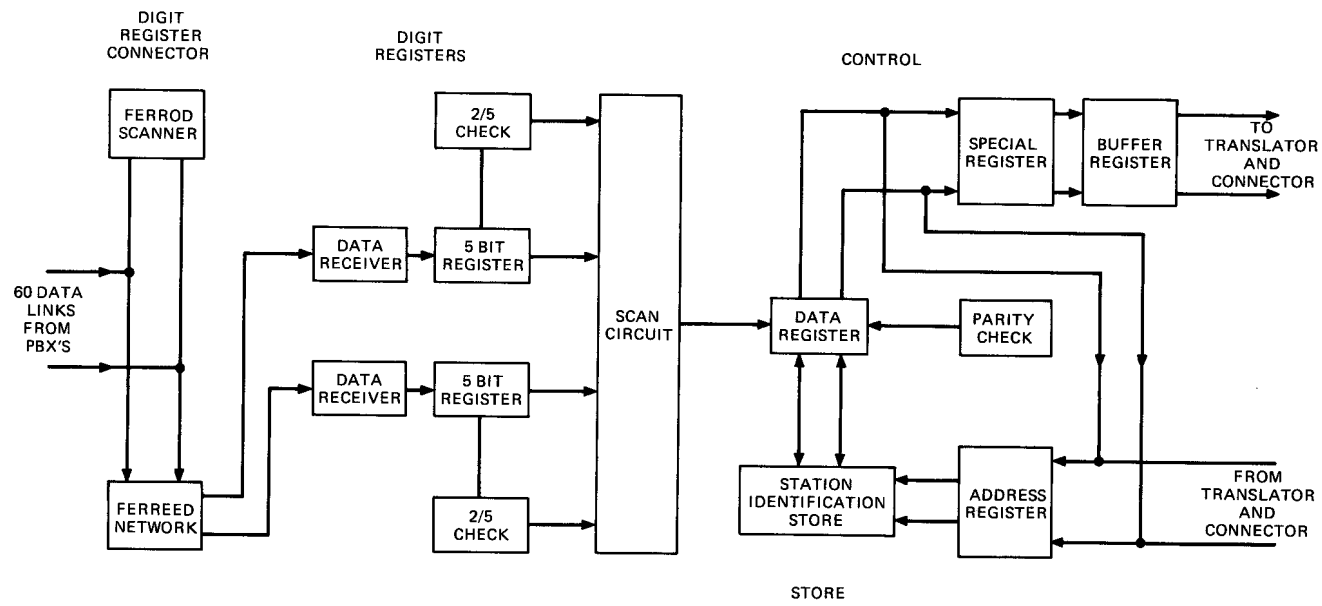 DIGIT
REGISTER
CONNECTOR
DIGIT
REGISTERS
CONTROL
FERROD
SCANNER
2/5
CHECK
SPECIAL
REGISTER
BUFFER
REGISTER
TO
TRANSLATOR
AND
CONNECTOR
DATA
RECEIVER
5 BIT
REGISTER
60 DATA
LINKS
FROM
PBX'S
SCAN
CIRCUIT
DATA
REGISTER
PARITY
CHECK
DATA
RECEIVER
5 BIT
REGISTER
FERREED
NETWORK
2/5
CHECK
STATION
IDENTIFICATION
STORE
ADDRESS
REGISTER
FROM
TRANSLATOR
AND
CONNECTOR
STORE